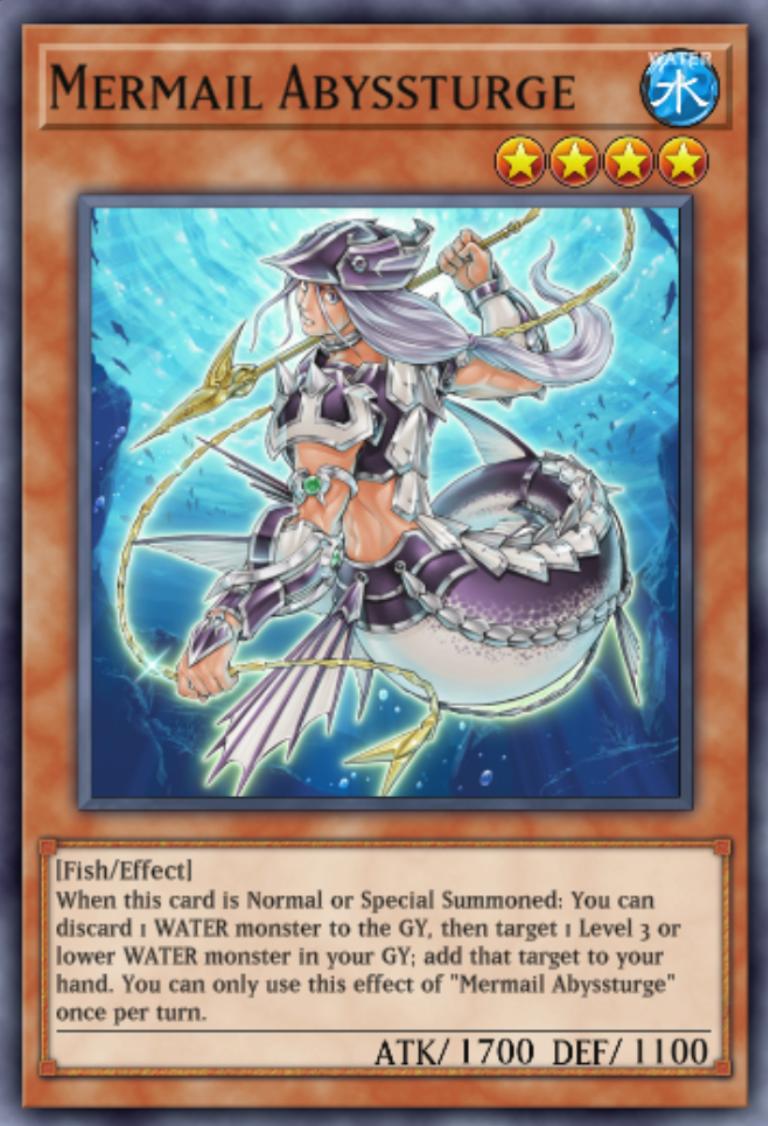 MERMAIL ABYSSTURGE
WATER
水
[Fish/Effect]
When this card is Normal or Special Summoned: You can
discard 1 WATER monster to the GY, then target 1 Level 3 or
lower WATER monster in your GY; add that target to your
hand. You can only use this effect of "Mermail Abyssturge"
once per turn.
ATK/ 1700 DEF/ 1100